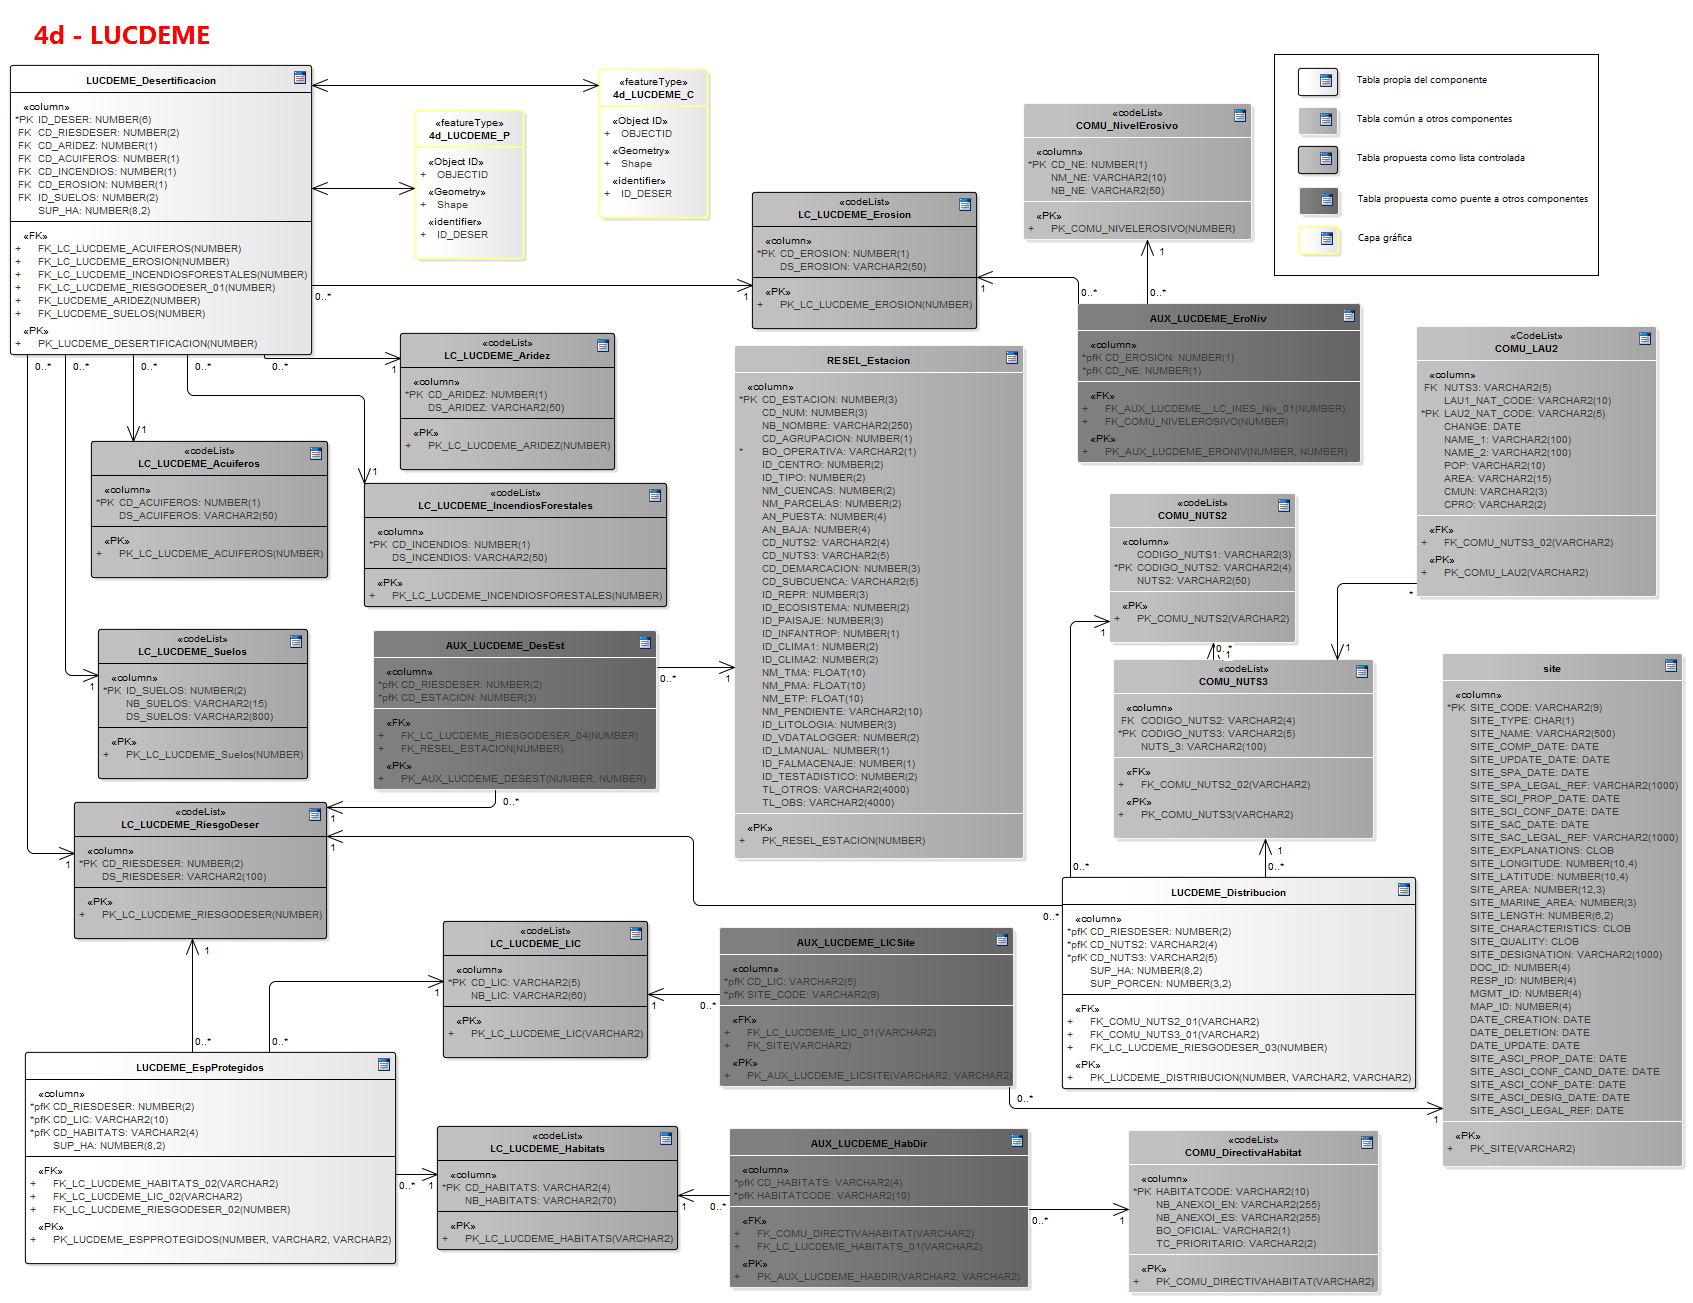 4d - LUCDEME
LUCDEME_Desertificacion
«column»
*PK ID_DESER: NUMBER(6)
FK CD_RIESDESER: NUMBER(2)
FK CD_ARIDEZ: NUMBER(1)
FK CD_ACUIFEROS: NUMBER(1)
FK CD_INCENDIOS: NUMBER(1)
FK CD_EROSION: NUMBER(1)
FK ID_SUELOS: NUMBER(2)
SUP_HA: NUMBER(8,2)
«FK»
+ FK_LC_LUCDEME_ACUIFEROS(NUMBER)
+ FK_LC_LUCDEME_EROSION(NUMBER)
+ FK_LC_LUCDEME_INCENDIOSFORESTALES(NUMBER)
+ FK_LC_LUCDEME_RIESGODESER_01(NUMBER)
+ FK_LUCDEME_ARIDEZ(NUMBER)
+ FK_LUCDEME_SUELOS(NUMBER)
«PK»
+ PK_LUCDEME_DESERTIFICACION(NUMBER)
«featureType»
4d_LUCDEME_P
«Object ID»
+ OBJECTID
«Geometry»
+ Shape
«identifier»
+ ID_DESER
«featureType»
4d_LUCDEME_C
«Object ID»
+ OBJECTID
«Geometry»
+ Shape
«identifier»
+ ID_DESER
«codeList»
COMU_NivelErosivo
«column»
*PK CD_NE: NUMBER(1)
NM_NE: VARCHAR2(10)
NB_NE: VARCHAR2(50)
«PK»
+ PK_COMU_NIVELEROSIVO(NUMBER)
Tabla propia del componente
Tabla común a otros componentes
Tabla propuesta como lista controlada
Tabla propuesta como puente a otros componentes
Capa gráfica
«codeList»
LC_LUCDEME_Erosion
«column»
*PK CD_EROSION: NUMBER(1)
DS_EROSION: VARCHAR2(50)
«PK»
+ PK_LC_LUCDEME_EROSION(NUMBER)
0..*
1
1
0..*
1
0..*
AUX_LUCDEME_EroNiv
«column»
*pfK CD_EROSION: NUMBER(1)
*pfK CD_NE: NUMBER(1)
«FK»
+ FK_AUX_LUCDEME__LC_INES_Niv_01(NUMBER)
+ FK_COMU_NIVELEROSIVO(NUMBER)
«PK»
+ PK_AUX_LUCDEME_ERONIV(NUMBER, NUMBER)
«CodeList»
COMU_LAU2
«column»
FK NUTS3: VARCHAR2(5)
LAU1_NAT_CODE: VARCHAR2(10)
*PK LAU2_NAT_CODE: VARCHAR2(5)
CHANGE: DATE
NAME_1: VARCHAR2(100)
NAME_2: VARCHAR2(100)
POP: VARCHAR2(10)
AREA: VARCHAR2(15)
CMUN: VARCHAR2(3)
CPRO: VARCHAR2(2)
«FK»
+ FK_COMU_NUTS3_02(VARCHAR2)
«PK»
+ PK_COMU_LAU2(VARCHAR2)
*
1
0..*
0..*
0..*
0..*
0..*
1
1
1
«codeList»
LC_LUCDEME_Aridez
«column»
*PK CD_ARIDEZ: NUMBER(1)
DS_ARIDEZ: VARCHAR2(50)
«PK»
+ PK_LC_LUCDEME_ARIDEZ(NUMBER)
«codeList»
LC_LUCDEME_Acuiferos
«column»
*PK CD_ACUIFEROS: NUMBER(1)
DS_ACUIFEROS: VARCHAR2(50)
«PK»
+ PK_LC_LUCDEME_ACUIFEROS(NUMBER)
«codeList»
LC_LUCDEME_IncendiosForestales
«column»
*PK CD_INCENDIOS: NUMBER(1)
DS_INCENDIOS: VARCHAR2(50)
«PK»
+ PK_LC_LUCDEME_INCENDIOSFORESTALES(NUMBER)
RESEL_Estacion
«column»
*PK CD_ESTACION: NUMBER(3)
CD_NUM: NUMBER(3)
NB_NOMBRE: VARCHAR2(250)
CD_AGRUPACION: NUMBER(1)
* BO_OPERATIVA: VARCHAR2(1)
ID_CENTRO: NUMBER(2)
ID_TIPO: NUMBER(2)
NM_CUENCAS: NUMBER(2)
NM_PARCELAS: NUMBER(2)
AN_PUESTA: NUMBER(4)
AN_BAJA: NUMBER(4)
CD_NUTS2: VARCHAR2(4)
CD_NUTS3: VARCHAR2(5)
CD_DEMARCACION: NUMBER(3)
CD_SUBCUENCA: VARCHAR2(5)
ID_REPR: NUMBER(3)
ID_ECOSISTEMA: NUMBER(2)
ID_PAISAJE: NUMBER(3)
ID_INFANTROP: NUMBER(1)
ID_CLIMA1: NUMBER(2)
ID_CLIMA2: NUMBER(2)
NM_TMA: FLOAT(10)
NM_PMA: FLOAT(10)
NM_ETP: FLOAT(10)
NM_PENDIENTE: VARCHAR2(10)
ID_LITOLOGIA: NUMBER(3)
ID_VDATALOGGER: NUMBER(2)
ID_LMANUAL: NUMBER(1)
ID_FALMACENAJE: NUMBER(1)
ID_TESTADISTICO: NUMBER(2)
TL_OTROS: VARCHAR2(4000)
TL_OBS: VARCHAR2(4000)
«PK»
+ PK_RESEL_ESTACION(NUMBER)
«codeList»
COMU_NUTS2
«column»
CODIGO_NUTS1: VARCHAR2(3)
*PK CODIGO_NUTS2: VARCHAR2(4)
NUTS2: VARCHAR2(50)
«PK»
+ PK_COMU_NUTS2(VARCHAR2)
1
0..*
1
«codeList»
COMU_NUTS3
«column»
FK CODIGO_NUTS2: VARCHAR2(4)
*PK CODIGO_NUTS3: VARCHAR2(5)
NUTS_3: VARCHAR2(100)
«FK»
+ FK_COMU_NUTS2_02(VARCHAR2)
«PK»
+ PK_COMU_NUTS3(VARCHAR2)
«codeList»
LC_LUCDEME_Suelos
«column»
*PK ID_SUELOS: NUMBER(2)
NB_SUELOS: VARCHAR2(15)
DS_SUELOS: VARCHAR2(800)
«PK»
+ PK_LC_LUCDEME_Suelos(NUMBER)
1
AUX_LUCDEME_DesEst
«column»
*pfK CD_RIESDESER: NUMBER(2)
*pfK CD_ESTACION: NUMBER(3)
«FK»
+ FK_LC_LUCDEME_RIESGODESER_04(NUMBER)
+ FK_RESEL_ESTACION(NUMBER)
«PK»
+ PK_AUX_LUCDEME_DESEST(NUMBER, NUMBER)
0..*
1
0..*
1
1
1
«codeList»
LC_LUCDEME_RiesgoDeser
«column»
*PK CD_RIESDESER: NUMBER(2)
DS_RIESDESER: VARCHAR2(100)
«PK»
+ PK_LC_LUCDEME_RIESGODESER(NUMBER)
site
«column»
*PK SITE_CODE: VARCHAR2(9)
SITE_TYPE: CHAR(1)
SITE_NAME: VARCHAR2(500)
SITE_COMP_DATE: DATE
SITE_UPDATE_DATE: DATE
SITE_SPA_DATE: DATE
SITE_SPA_LEGAL_REF: VARCHAR2(1000)
SITE_SCI_PROP_DATE: DATE
SITE_SCI_CONF_DATE: DATE
SITE_SAC_DATE: DATE
SITE_SAC_LEGAL_REF: VARCHAR2(1000)
SITE_EXPLANATIONS: CLOB
SITE_LONGITUDE: NUMBER(10,4)
SITE_LATITUDE: NUMBER(10,4)
SITE_AREA: NUMBER(12,3)
SITE_MARINE_AREA: NUMBER(3)
SITE_LENGTH: NUMBER(6,2)
SITE_CHARACTERISTICS: CLOB
SITE_QUALITY: CLOB
SITE_DESIGNATION: VARCHAR2(1000)
DOC_ID: NUMBER(4)
RESP_ID: NUMBER(4)
MGMT_ID: NUMBER(4)
MAP_ID: NUMBER(4)
DATE_CREATION: DATE
DATE_DELETION: DATE
DATE_UPDATE: DATE
SITE_ASCI_PROP_DATE: DATE
SITE_ASCI_CONF_CAND_DATE: DATE
SITE_ASCI_CONF_DATE: DATE
SITE_ASCI_DESIG_DATE: DATE
SITE_ASCI_LEGAL_REF: DATE
«PK»
+ PK_SITE(VARCHAR2)
0..*
1
0..*
0..*
LUCDEME_Distribucion
«column»
*pfK CD_RIESDESER: NUMBER(2)
*pfK CD_NUTS2: VARCHAR2(4)
*pfK CD_NUTS3: VARCHAR2(5)
SUP_HA: NUMBER(8,2)
SUP_PORCEN: NUMBER(3,2)
«FK»
+ FK_COMU_NUTS2_01(VARCHAR2)
+ FK_COMU_NUTS3_01(VARCHAR2)
+ FK_LC_LUCDEME_RIESGODESER_03(NUMBER)
«PK»
+ PK_LUCDEME_DISTRIBUCION(NUMBER, VARCHAR2, VARCHAR2)
«codeList»
LC_LUCDEME_LIC
«column»
*PK CD_LIC: VARCHAR2(5)
NB_LIC: VARCHAR2(60)
«PK»
+ PK_LC_LUCDEME_LIC(VARCHAR2)
1
1
0..*
AUX_LUCDEME_LICSite
«column»
*pfK CD_LIC: VARCHAR2(5)
*pfK SITE_CODE: VARCHAR2(9)
«FK»
+ FK_LC_LUCDEME_LIC_01(VARCHAR2)
+ FK_SITE(VARCHAR2)
«PK»
+ PK_AUX_LUCDEME_LICSITE(VARCHAR2, VARCHAR2)
0..*
1
1
0..*
0..*
LUCDEME_EspProtegidos
«column»
*pfK CD_RIESDESER: NUMBER(2)
*pfK CD_LIC: VARCHAR2(10)
*pfK CD_HABITATS: VARCHAR2(4)
SUP_HA: NUMBER(8,2)
«FK»
+ FK_LC_LUCDEME_HABITATS_02(VARCHAR2)
+ FK_LC_LUCDEME_LIC_02(VARCHAR2)
+ FK_LC_LUCDEME_RIESGODESER_02(NUMBER)
«PK»
+ PK_LUCDEME_ESPPROTEGIDOS(NUMBER, VARCHAR2, VARCHAR2)
0..*
1
«codeList»
LC_LUCDEME_Habitats
«column»
*PK CD_HABITATS: VARCHAR2(4)
NB_HABITATS: VARCHAR2(70)
«PK»
+ PK_LC_LUCDEME_HABITATS(VARCHAR2)
1
0..*
AUX_LUCDEME_HabDir
«column»
*pfK CD_HABITATS: VARCHAR2(4)
*pfK HABITATCODE: VARCHAR2(10)
«FK»
+ FK_COMU_DIRECTIVAHABITAT(VARCHAR2)
+ FK_LC_LUCDEME_HABITATS_01(VARCHAR2)
«PK»
+ PK_AUX_LUCDEME_HABDIR(VARCHAR2, VARCHAR2)
0..*
1
«codeList»
COMU_DirectivaHabitat
«column»
*PK HABITATCODE: VARCHAR2(10)
NB_ANEXOI_EN: VARCHAR2(255)
NB_ANEXOI_ES: VARCHAR2(255)
BO_OFICIAL: VARCHAR2(1)
TC_PRIORITARIO: VARCHAR2(2)
«PK»
+ PK_COMU_DIRECTIVAHABITAT(VARCHAR2)